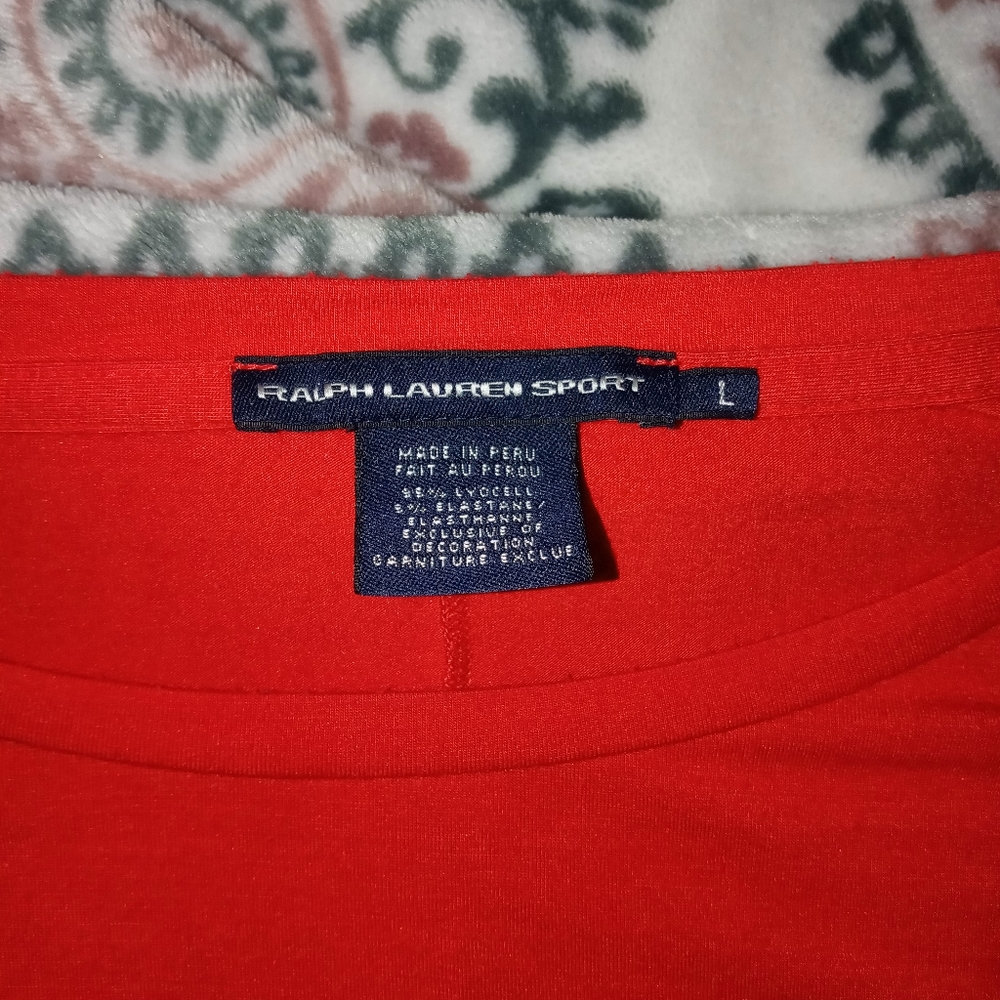 RALPH LAUREN SPORT
L
MADE IN PERU
FAIT AU PEROU
95% LYOCELL
5% ELASTANE/
ELASTHANNE
EXCLUSIVE OF
DECORATION
GARNITURE EXCLUE